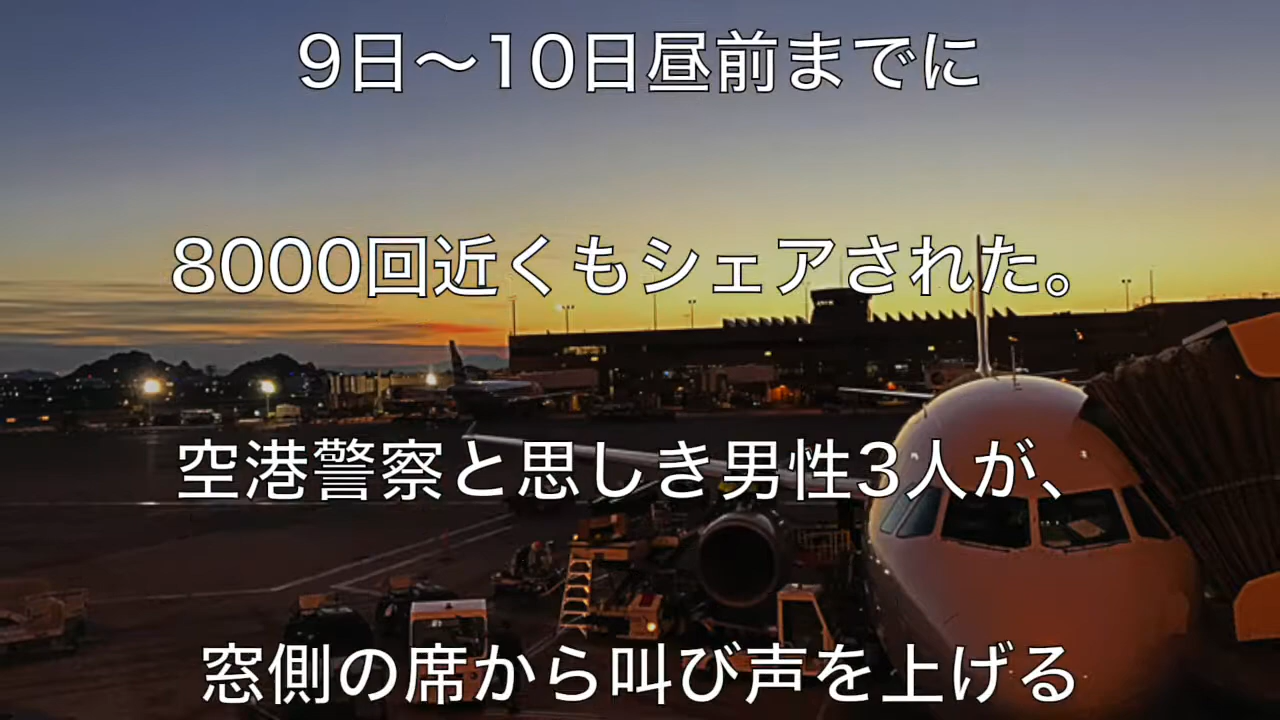 9日〜10日昼前までに
8000回近くもシェアされた。
空港警察と思しき男性3人が、
窓側の席から叫び声を上げる